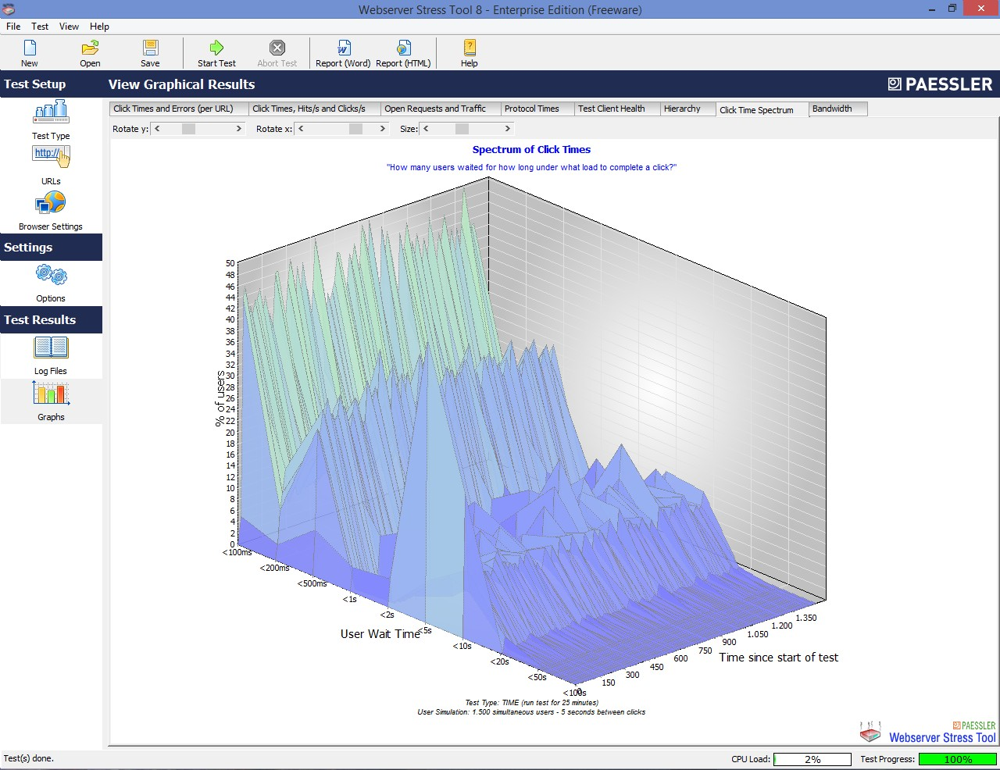 Webserver Stress Tool 8 - Enterprise Edition (Freeware)
File Test View Help
New Open Save Start Test Abort Test Report (Word) Report (HTML) Help
Test Setup
View Graphical Results
PAESSLER
Click Times and Errors (per URL) Click Times, Hits/s and Clicks/s Open Requests and Traffic Protocol Times Test Client Health Hierarchy Click Time Spectrum Bandwidth
Rotate y: Rotate x: Size:
Test Type
http://
URLs
Browser Settings
Settings
Options
Test Results
Log Files
Graphs
Spectrum of Click Times
"How many users waited for how long under what load to complete a click?"
50
48
46
44
42
40
38
36
34
32
30
28
26
24
22
20
18
16
14
12
10
8
6
4
2
0
% of users
<100ms
<200ms
<500ms
<1s
<2s
<5s
<10s
<20s
<50s
<100s
User Wait Time
0
150
300
450
600
750
900
1.050
1.200
1.350
Time since start of test
Test Type: TIME (run test for 25 minutes)
User Simulation: 1.500 simultaneous users - 5 seconds between clicks
PAESSLER
Webserver Stress Tool
Test(s) done.
CPU Load: 2% Test Progress: 100%